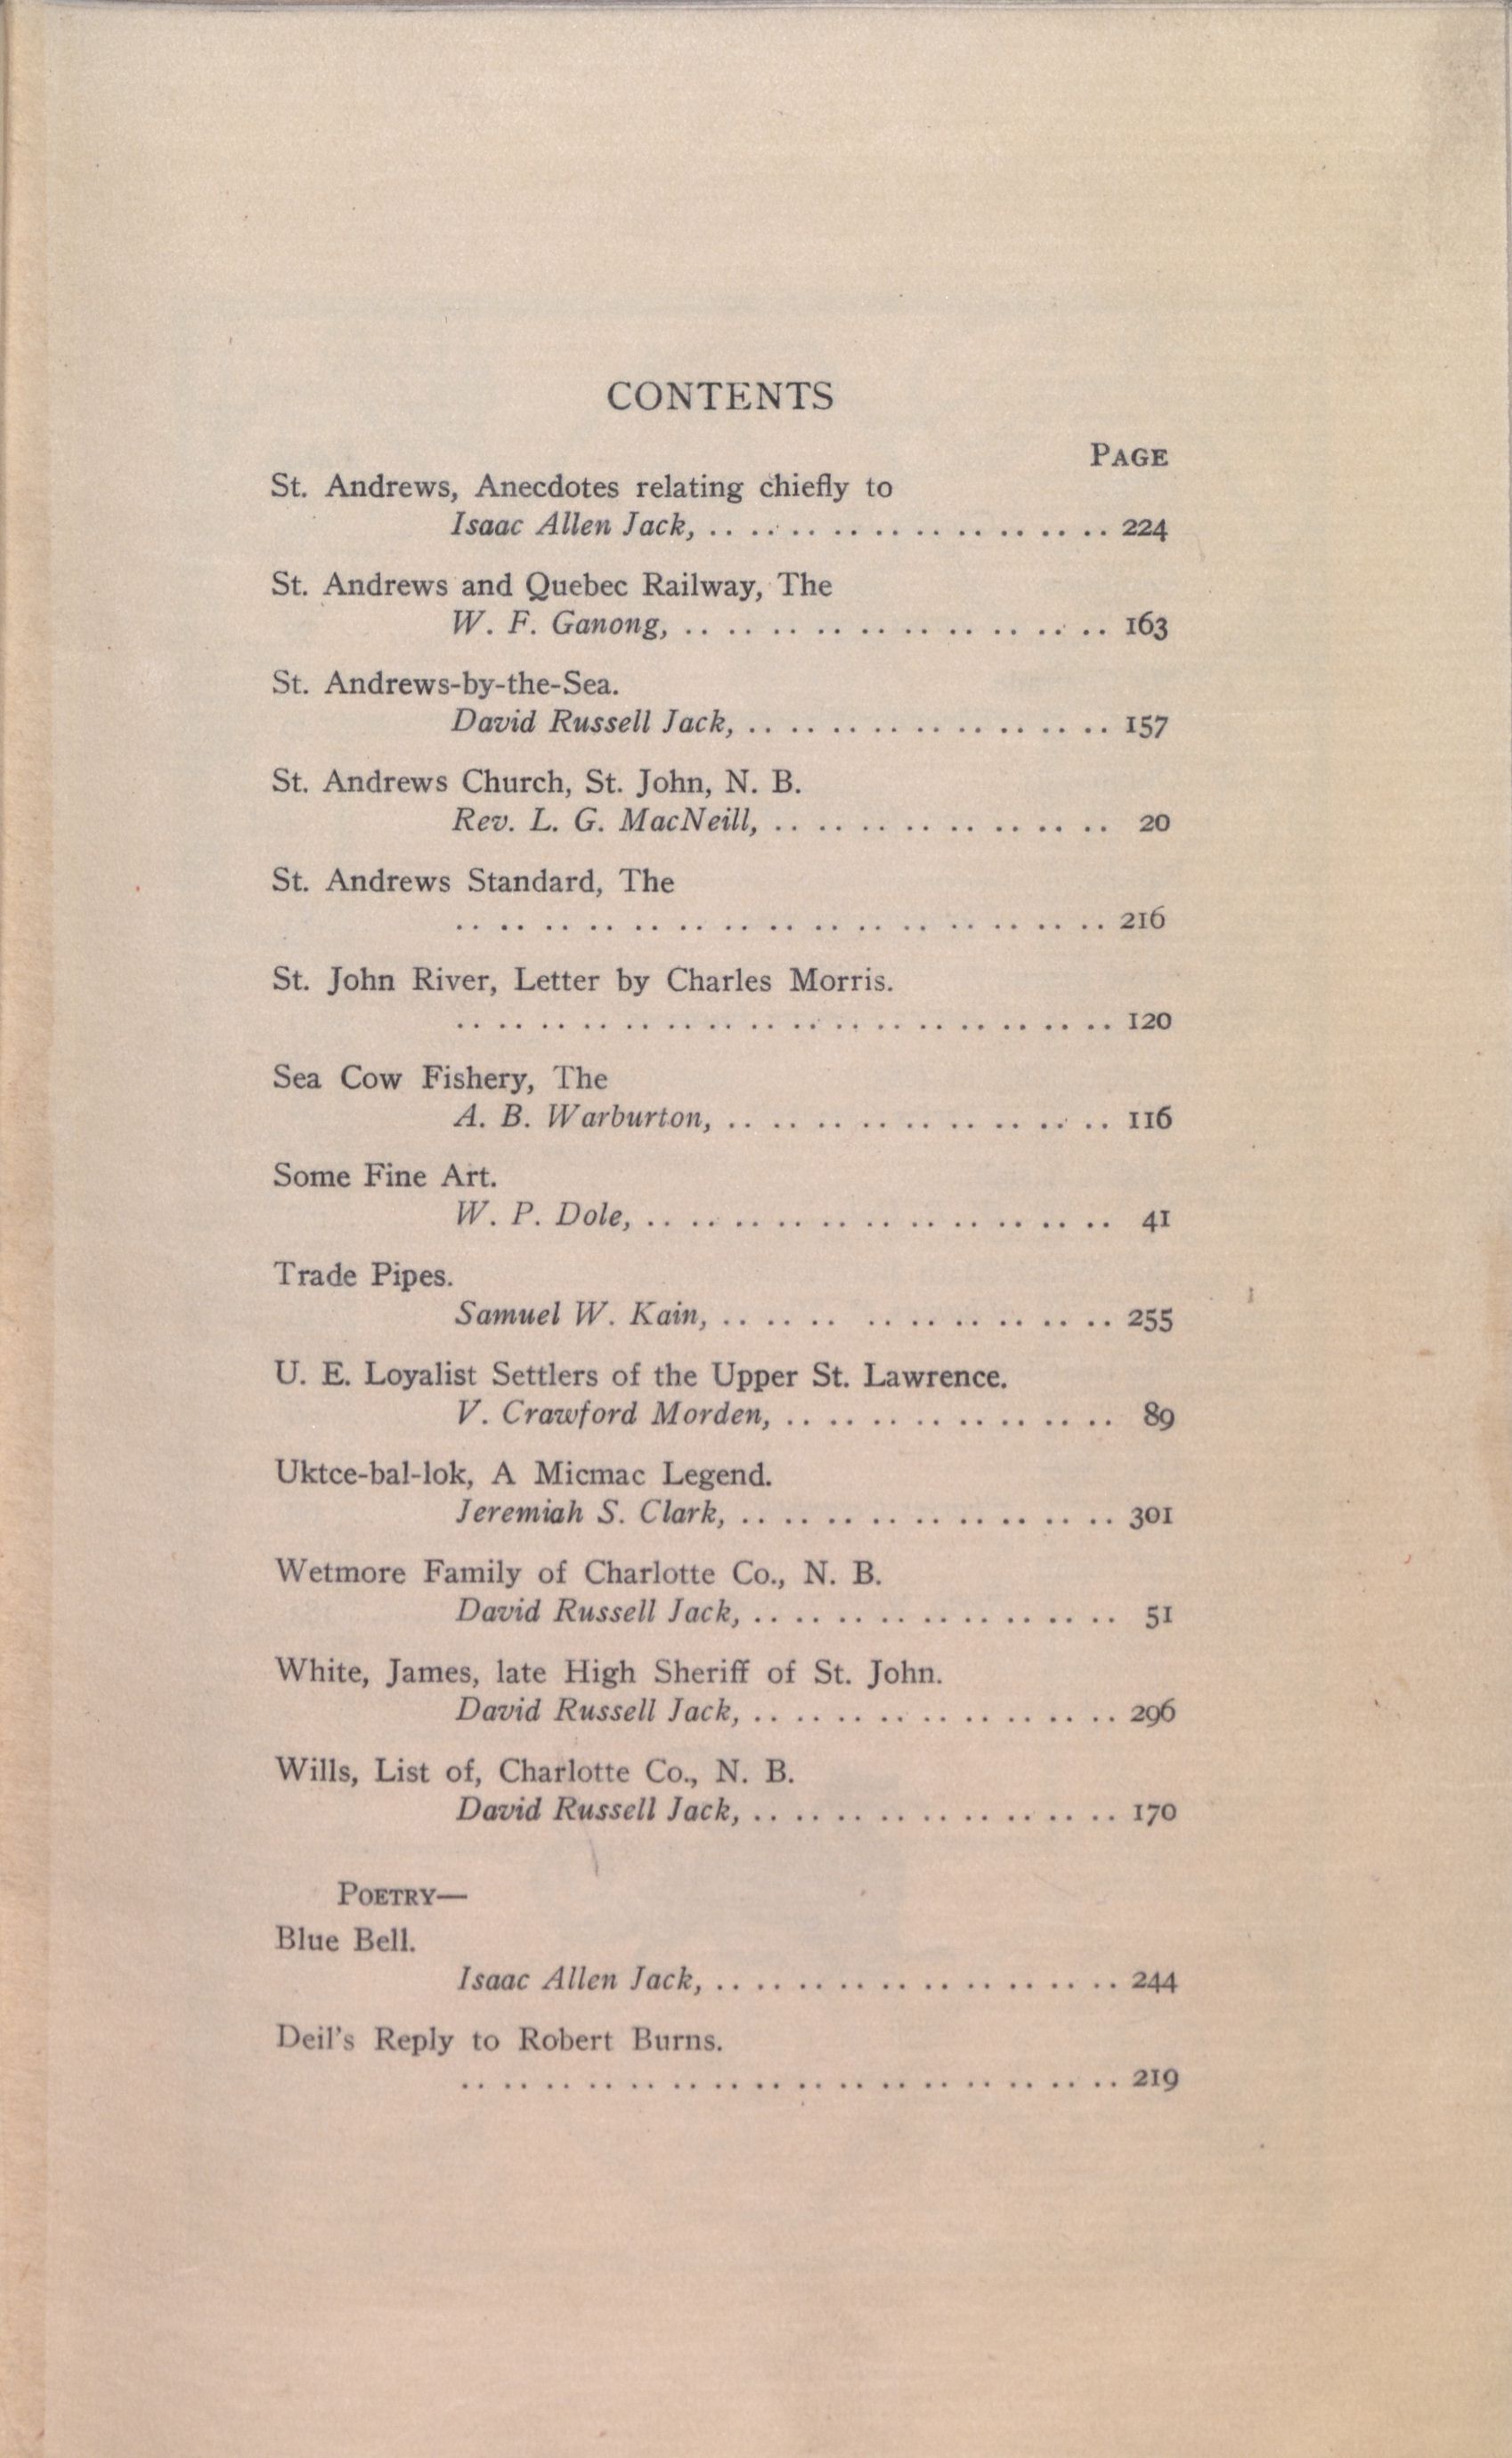 CONTENTS
PAGE
St. Andrews, Anecdotes relating chiefly to
Isaac Allen Jack, .. .. .. .. .. .. .. .. .. .. 224
St. Andrews and Quebec Railway, The
W. F. Ganong, .. .. .. .. .. .. .. .. .. .. 163
St. Andrews-by-the-Sea.
David Russell Jack, .. .. .. .. .. .. .. .. .. 157
St. Andrews Church, St. John, N. B.
Rev. L. G. MacNeill, .. .. .. .. .. .. .. .. 20
St. Andrews Standard, The
.. .. .. .. .. .. .. .. .. .. .. .. .. .. .. 216
St. John River, Letter by Charles Morris.
.. .. .. .. .. .. .. .. .. .. .. .. .. .. .. .. 120
Sea Cow Fishery, The
A. B. Warburton, .. .. .. .. .. .. .. .. .. 116
Some Fine Art.
W. P. Dole, .. .. .. .. .. .. .. .. .. .. .. 41
Trade Pipes.
Samuel W. Kain, .. .. .. .. .. .. .. .. .. 255
U. E. Loyalist Settlers of the Upper St. Lawrence.
V. Crawford Morden, .. .. .. .. .. .. .. .. 89
Uktce-bal-lok, A Micmac Legend.
Jeremiah S. Clark, .. .. .. .. .. .. .. .. .. 301
Wetmore Family of Charlotte Co., N. B.
David Russell Jack, .. .. .. .. .. .. .. .. .. 51
White, James, late High Sheriff of St. John.
David Russell Jack, .. .. .. .. .. .. .. .. .. 296
Wills, List of, Charlotte Co., N. B.
David Russell Jack, .. .. .. .. .. .. .. .. .. 170
POETRY—
Blue Bell.
Isaac Allen Jack, .. .. .. .. .. .. .. .. .. .. 244
Deil's Reply to Robert Burns.
.. .. .. .. .. .. .. .. .. .. .. .. .. .. .. .. 219